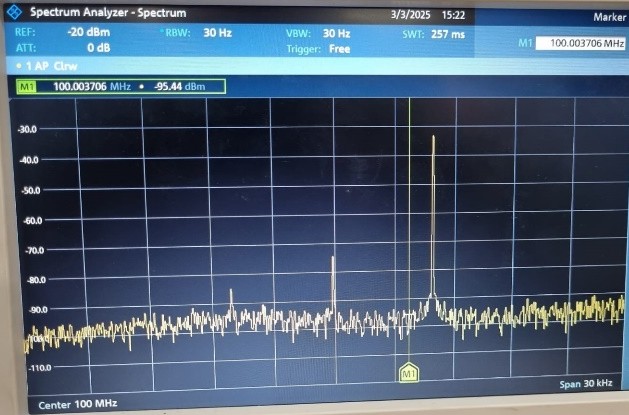 Spectrum Analyzer - Spectrum 3/3/2025 15:22 Marker
REF: -20 dBm * RBW: 30 Hz VBW: 30 Hz SWT: 257 ms
ATT: 0 dB Trigger: Free M1 100.003706 MHz
• 1 AP Clrw
M1 100.003706 MHz • -95.44 dBm
-30.0
-40.0
-50.0
-60.0
-70.0
-80.0
-90.0
-110.0
M1
Center 100 MHz Span 30 kHz